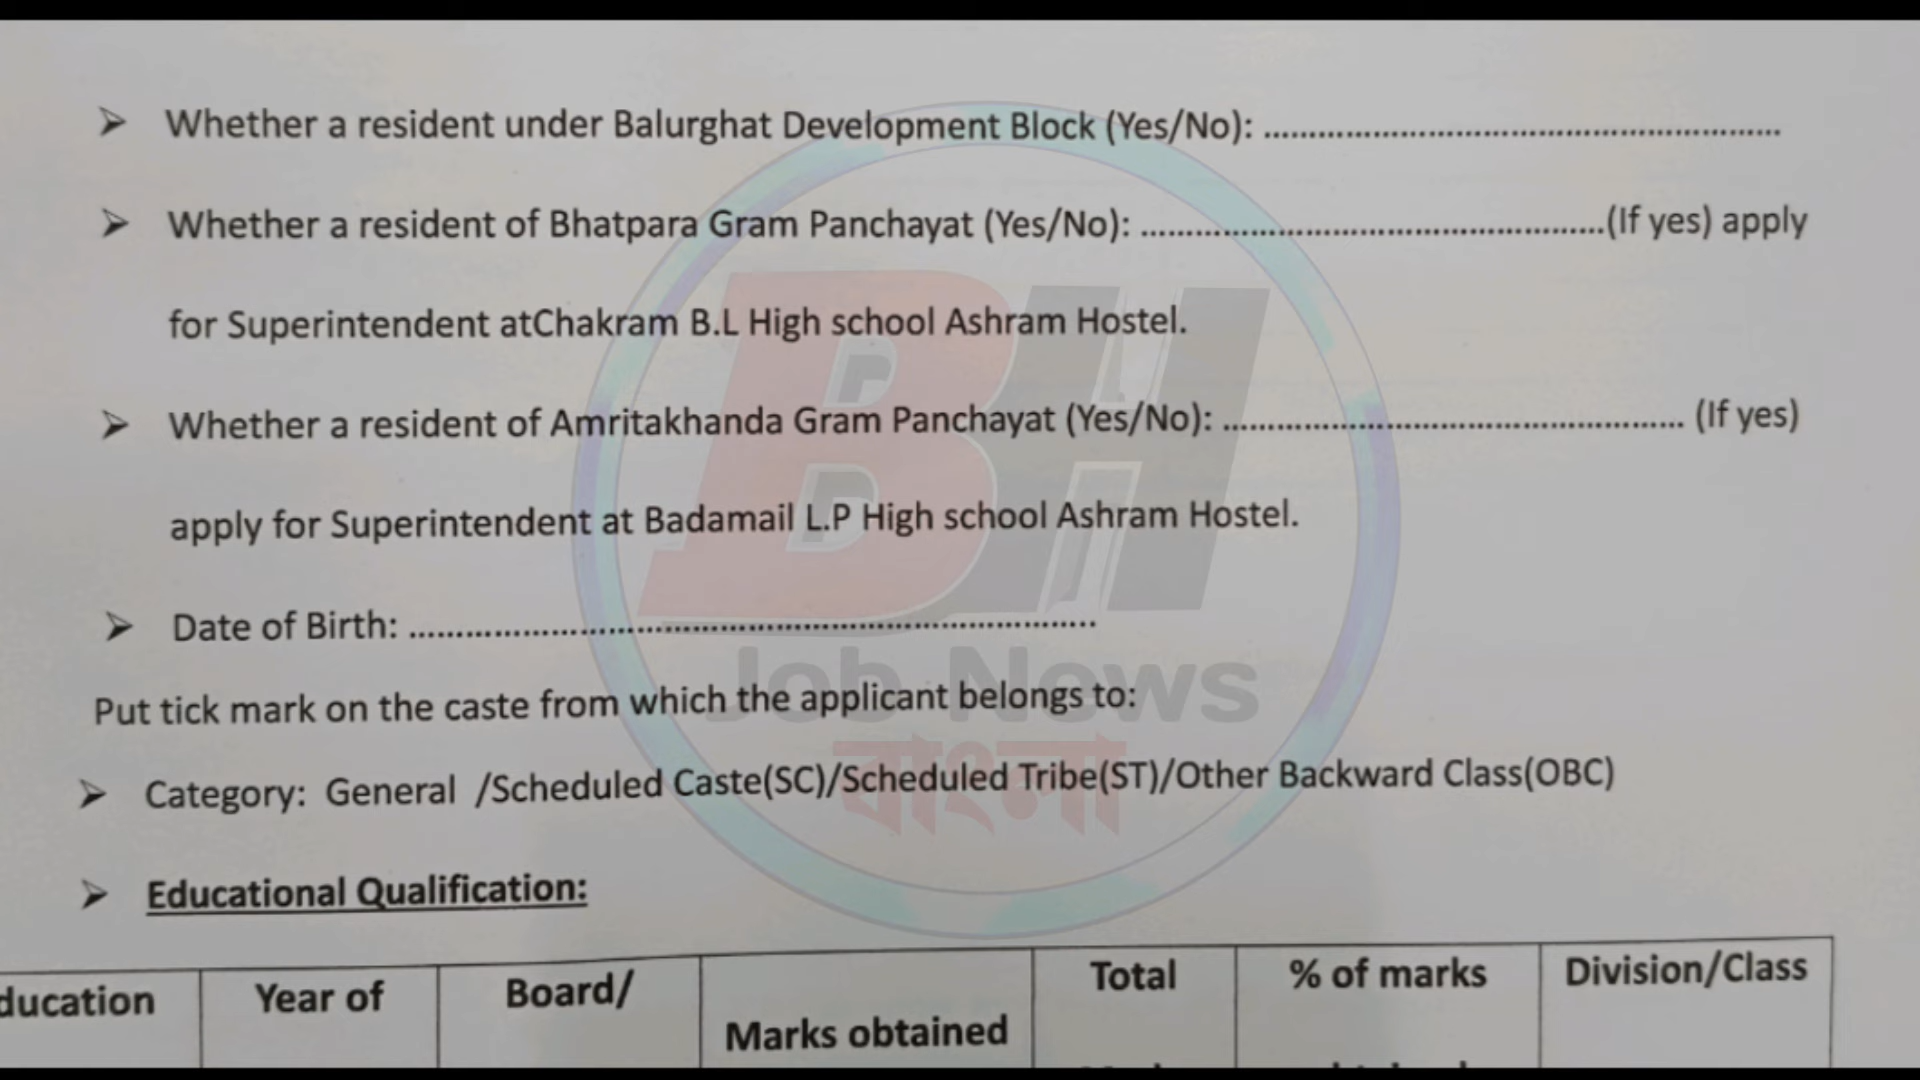 ➢ Whether a resident under Balurghat Development Block (Yes/No): ..........................................................
➢ Whether a resident of Bhatpara Gram Panchayat (Yes/No): ...................................................(If yes) apply
for Superintendent atChakram B.L High school Ashram Hostel.
➢ Whether a resident of Amritakhanda Gram Panchayat (Yes/No): ................................................... (If yes)
apply for Superintendent at Badamail L.P High school Ashram Hostel.
➢ Date of Birth: ...........................................................................
Put tick mark on the caste from which the applicant belongs to:
➢ Category: General /Scheduled Caste(SC)/Scheduled Tribe(ST)/Other Backward Class(OBC)
➢ Educational Qualification:
ducation Year of Board/ Marks obtained Total % of marks Division/Class
BH
Job News
বাংলা